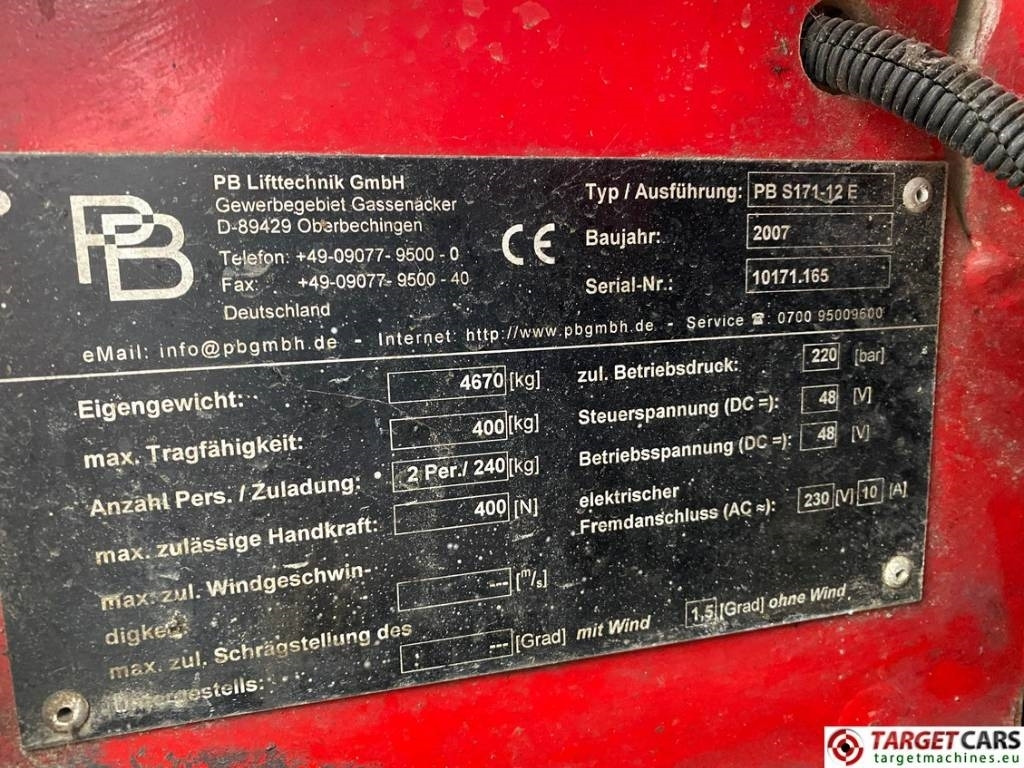 PB
PB Lifttechnik GmbH
Gewerbegebiet Gassenäcker
D-89429 Oberbechingen
Telefon: +49-09077- 9500 - 0
Fax: +49-09077- 9500 - 40
Deutschland
CE
Typ / Ausführung: PB S171-12 E
Baujahr: 2007
Serial-Nr.: 10171.165
eMail: info@pbgmbh.de - Internet: http://www.pbgmbh.de - Service ☎: 0700 95009600
Eigengewicht: 4670 [kg]
max. Tragfähigkeit: 400 [kg]
Anzahl Pers. / Zuladung: 2 Per./ 240 [kg]
max. zulässige Handkraft: 400 [N]
max. zul. Windgeschwin-
digkeit: --- [m/s]
max. zul. Schrägstellung des
Untergestells: --- [Grad] mit Wind 1,5 [Grad] ohne Wind
zul. Betriebsdruck: 220 [bar]
Steuerspannung (DC =): 48 [V]
Betriebsspannung (DC =): 48 [V]
elektrischer
Fremdanschluss (AC ≈): 230 [V] 10 [A]
TARGETCARS
targetmachines.eu